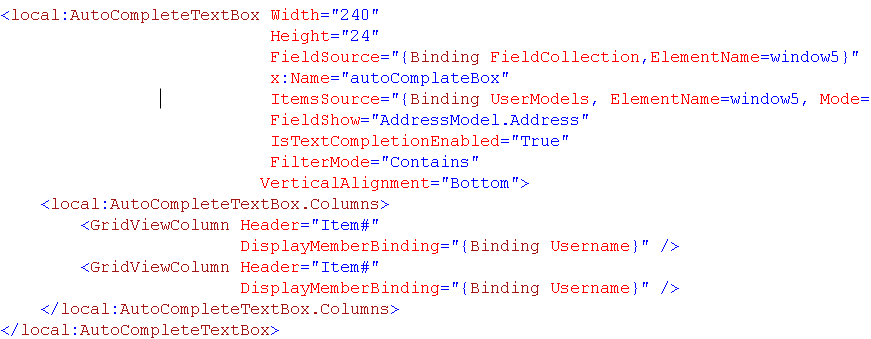 <local:AutoCompleteTextBox Width="240"
Height="24"
FieldSource="{Binding FieldCollection,ElementName=window5}"
x:Name="autoComplateBox"
ItemsSource="{Binding UserModels, ElementName=window5, Mode=
FieldShow="AddressModel.Address"
IsTextCompletionEnabled="True"
FilterMode="Contains"
VerticalAlignment="Bottom">
<local:AutoCompleteTextBox.Columns>
<GridViewColumn Header="Item#"
DisplayMemberBinding="{Binding Username}" />
<GridViewColumn Header="Item#"
DisplayMemberBinding="{Binding Username}" />
</local:AutoCompleteTextBox.Columns>
</local:AutoCompleteTextBox>